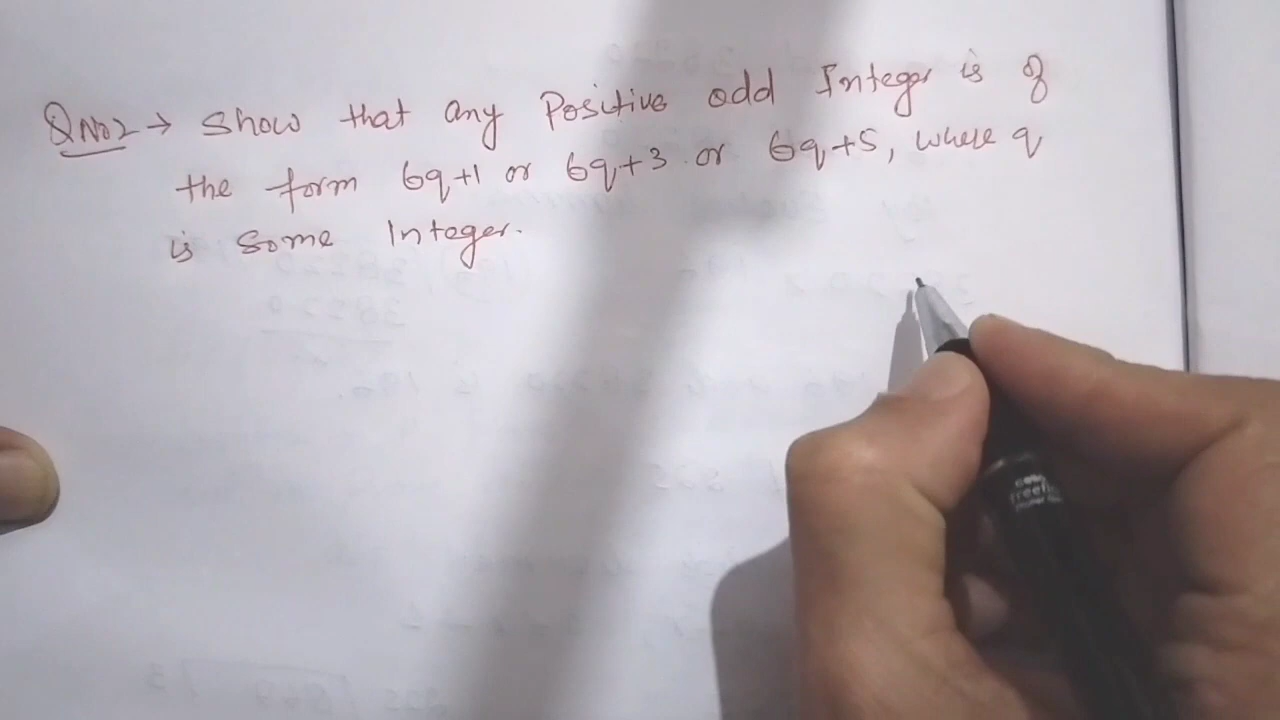 QNo2→ Show that any Positive odd Integer is of
the form 6q+1 or 6q+3 or 6q+5, where q
is Some Integer.